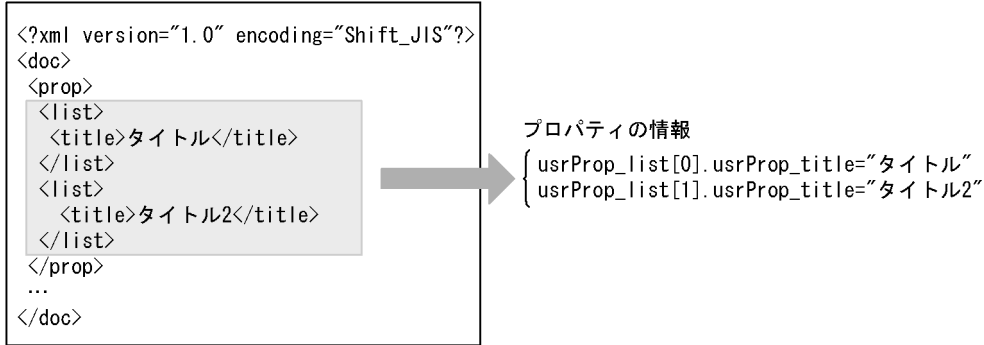 <?xml version="1.0" encoding="Shift_JIS"?>
<doc>
<prop>
<list>
<title>タイトル</title>
</list>
<list>
<title>タイトル2</title>
</list>
</prop>
…
</doc>
プロパティの情報
usrProp_list[0].usrProp_title="タイトル"
usrProp_list[1].usrProp_title="タイトル2"